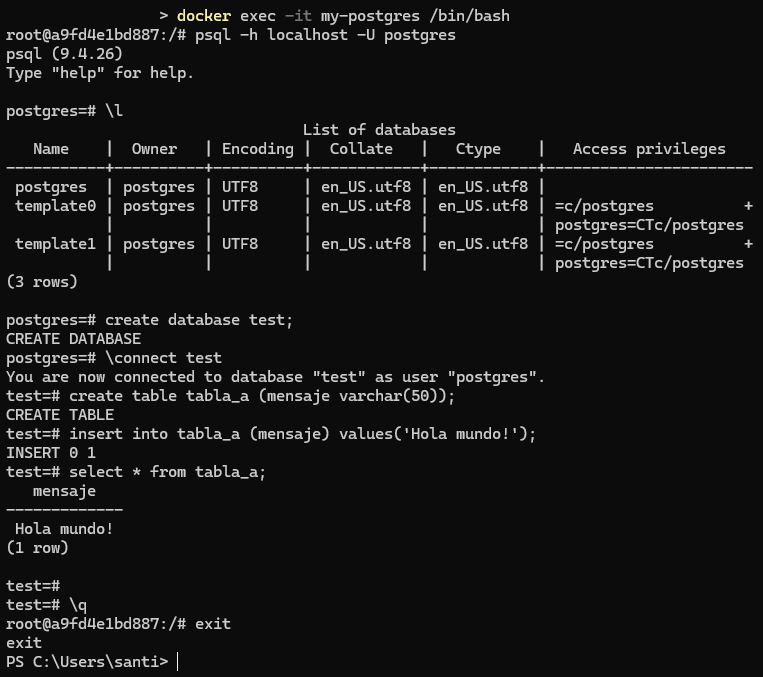 > docker exec -it my-postgres /bin/bash
root@a9fd4e1bd887:/# psql -h localhost -U postgres
psql (9.4.26)
Type "help" for help.

postgres=# \l
                                 List of databases
   Name    |  Owner   | Encoding |  Collate   |   Ctype    |   Access privileges
-----------+----------+----------+------------+------------+-----------------------
 postgres  | postgres | UTF8     | en_US.utf8 | en_US.utf8 |
 template0 | postgres | UTF8     | en_US.utf8 | en_US.utf8 | =c/postgres          +
           |          |          |            |            | postgres=CTc/postgres
 template1 | postgres | UTF8     | en_US.utf8 | en_US.utf8 | =c/postgres          +
           |          |          |            |            | postgres=CTc/postgres
(3 rows)

postgres=# create database test;
CREATE DATABASE
postgres=# \connect test
You are now connected to database "test" as user "postgres".
test=# create table tabla_a (mensaje varchar(50));
CREATE TABLE
test=# insert into tabla_a (mensaje) values('Hola mundo!');
INSERT 0 1
test=# select * from tabla_a;
   mensaje
-------------
 Hola mundo!
(1 row)

test=#
test=# \q
root@a9fd4e1bd887:/# exit
exit
PS C:\Users\santi>